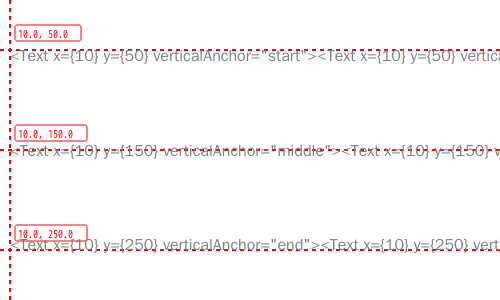 10.0, 50.0
<Text x={10} y={50} verticalAnchor="start"><Text x={10} y={50}
10.0, 150.0
<Text x={10} y={150} verticalAnchor="middle"><Text x={10} y={150}
10.0, 250.0
<Text x={10} y={250} verticalAnchor="end"><Text x={10} y={250} vert